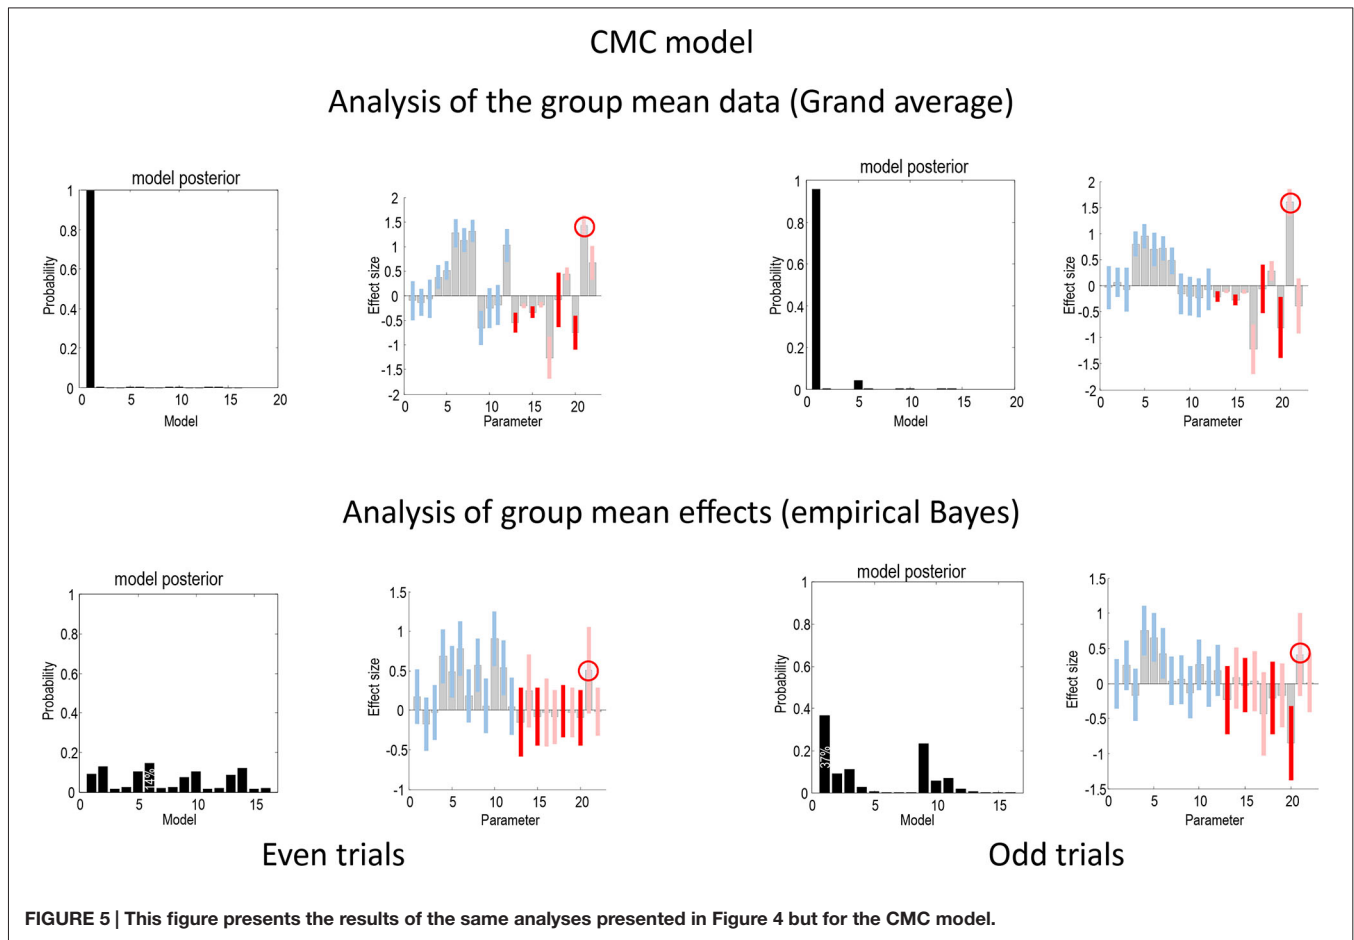 CMC model
Analysis of the group mean data (Grand average)
model posterior
Probability
1
0.8
0.6
0.4
0.2
0
0 5 10 15 20
Model
Effect size
2
1.5
1
0.5
0
-0.5
-1
-1.5
-2
0 5 10 15 20
Parameter
model posterior
Probability
1
0.8
0.6
0.4
0.2
0
0 5 10 15 20
Model
Effect size
2
1.5
1
0.5
0
-0.5
-1
-1.5
-2
0 5 10 15 20
Parameter
Analysis of group mean effects (empirical Bayes)
model posterior
Probability
1
0.8
0.6
0.4
0.2
0
14%
0 5 10 15
Model
Effect size
1.5
1
0.5
0
-0.5
-1
0 5 10 15 20
Parameter
model posterior
Probability
1
0.8
0.6
0.4
0.2
0
37%
0 5 10 15
Model
Effect size
1.5
1
0.5
0
-0.5
-1
-1.5
0 5 10 15 20
Parameter
Even trials
Odd trials
FIGURE 5 | This figure presents the results of the same analyses presented in Figure 4 but for the CMC model.